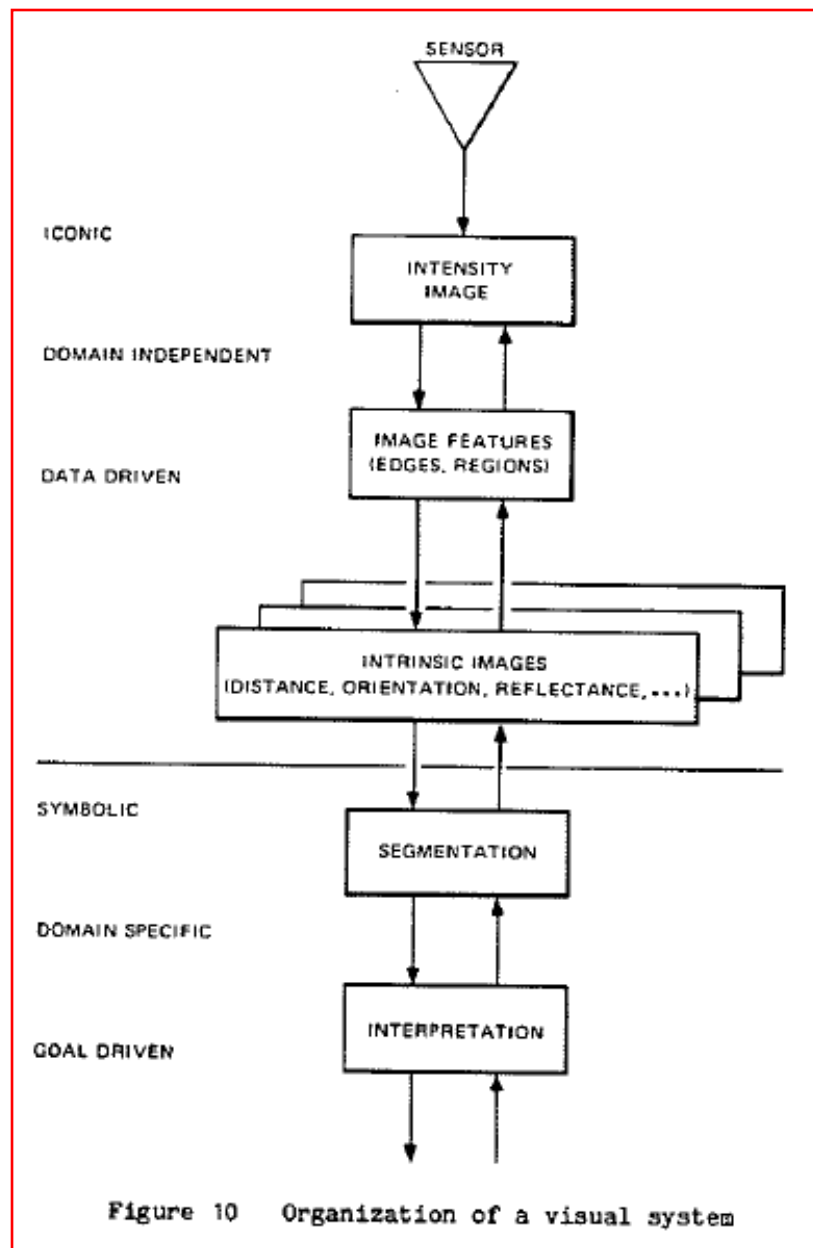 SENSOR
ICONIC
INTENSITY
IMAGE
DOMAIN INDEPENDENT
IMAGE FEATURES
(EDGES, REGIONS)
DATA DRIVEN
INTRINSIC IMAGES
(DISTANCE, ORIENTATION, REFLECTANCE, •••)
SYMBOLIC
SEGMENTATION
DOMAIN SPECIFIC
INTERPRETATION
GOAL DRIVEN
Figure 10 Organization of a visual system